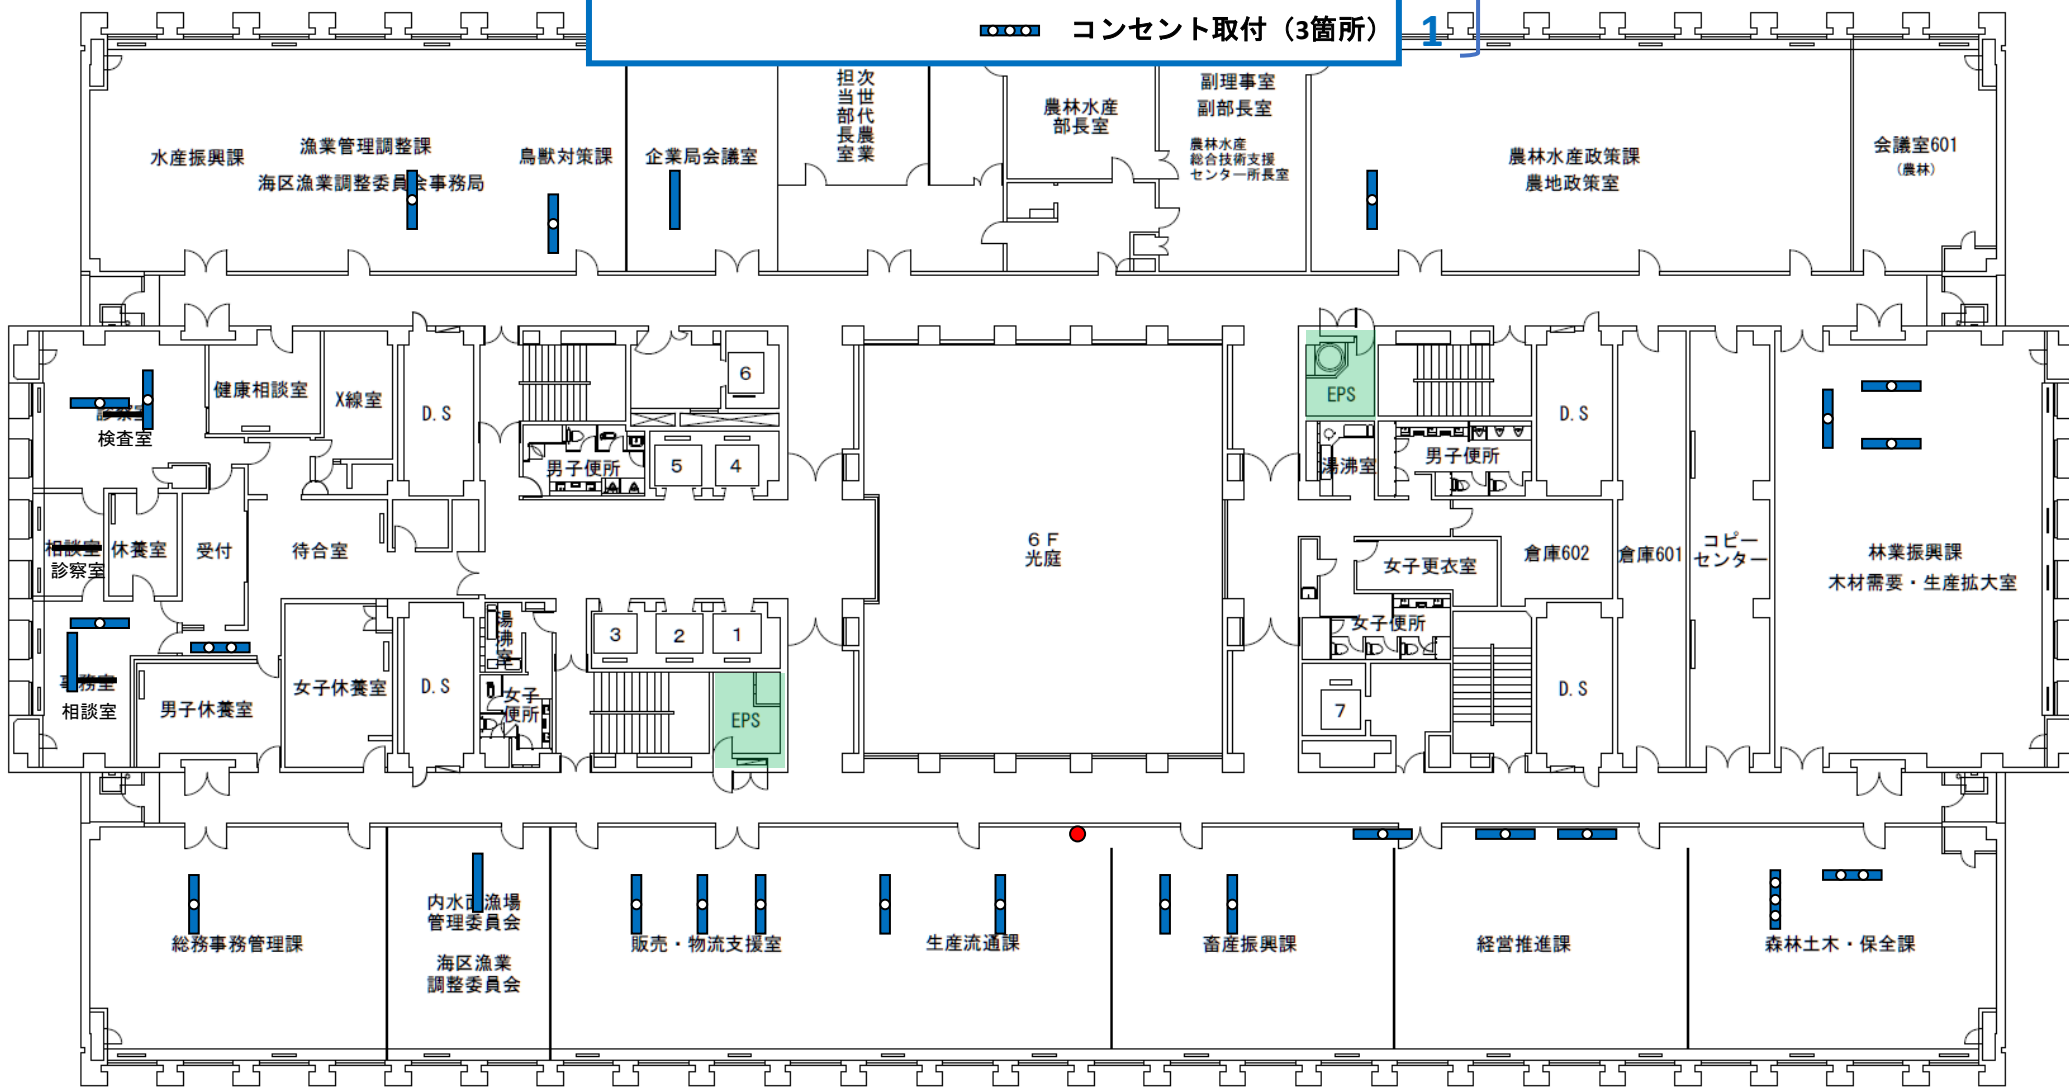 コンセント取付（3箇所）
1
水産振興課
漁業管理調整課
海区漁業調整委員会事務局
鳥獣対策課
企業局会議室
次世代農業
担当部長室
農林水産
部長室
副理事室
副部長室
農林水産
総合技術支援
センター所長室
農林水産政策課
農地政策室
会議室601
（農林）
健康相談室
X線室
D.S
6
EPS
D.S
検査室
男子便所
5
4
湯沸室
男子便所
相談室
診察室
休養室
受付
待合室
6F
光庭
女子更衣室
倉庫602
倉庫601
コピー
センター
林業振興課
木材需要・生産拡大室
湯沸室
3
2
1
女子便所
事務室
相談室
男子休養室
女子休養室
D.S
女子
便所
EPS
7
D.S
総務事務管理課
内水面漁場
管理委員会
海区漁業
調整委員会
販売・物流支援室
生産流通課
畜産振興課
経営推進課
森林土木・保全課